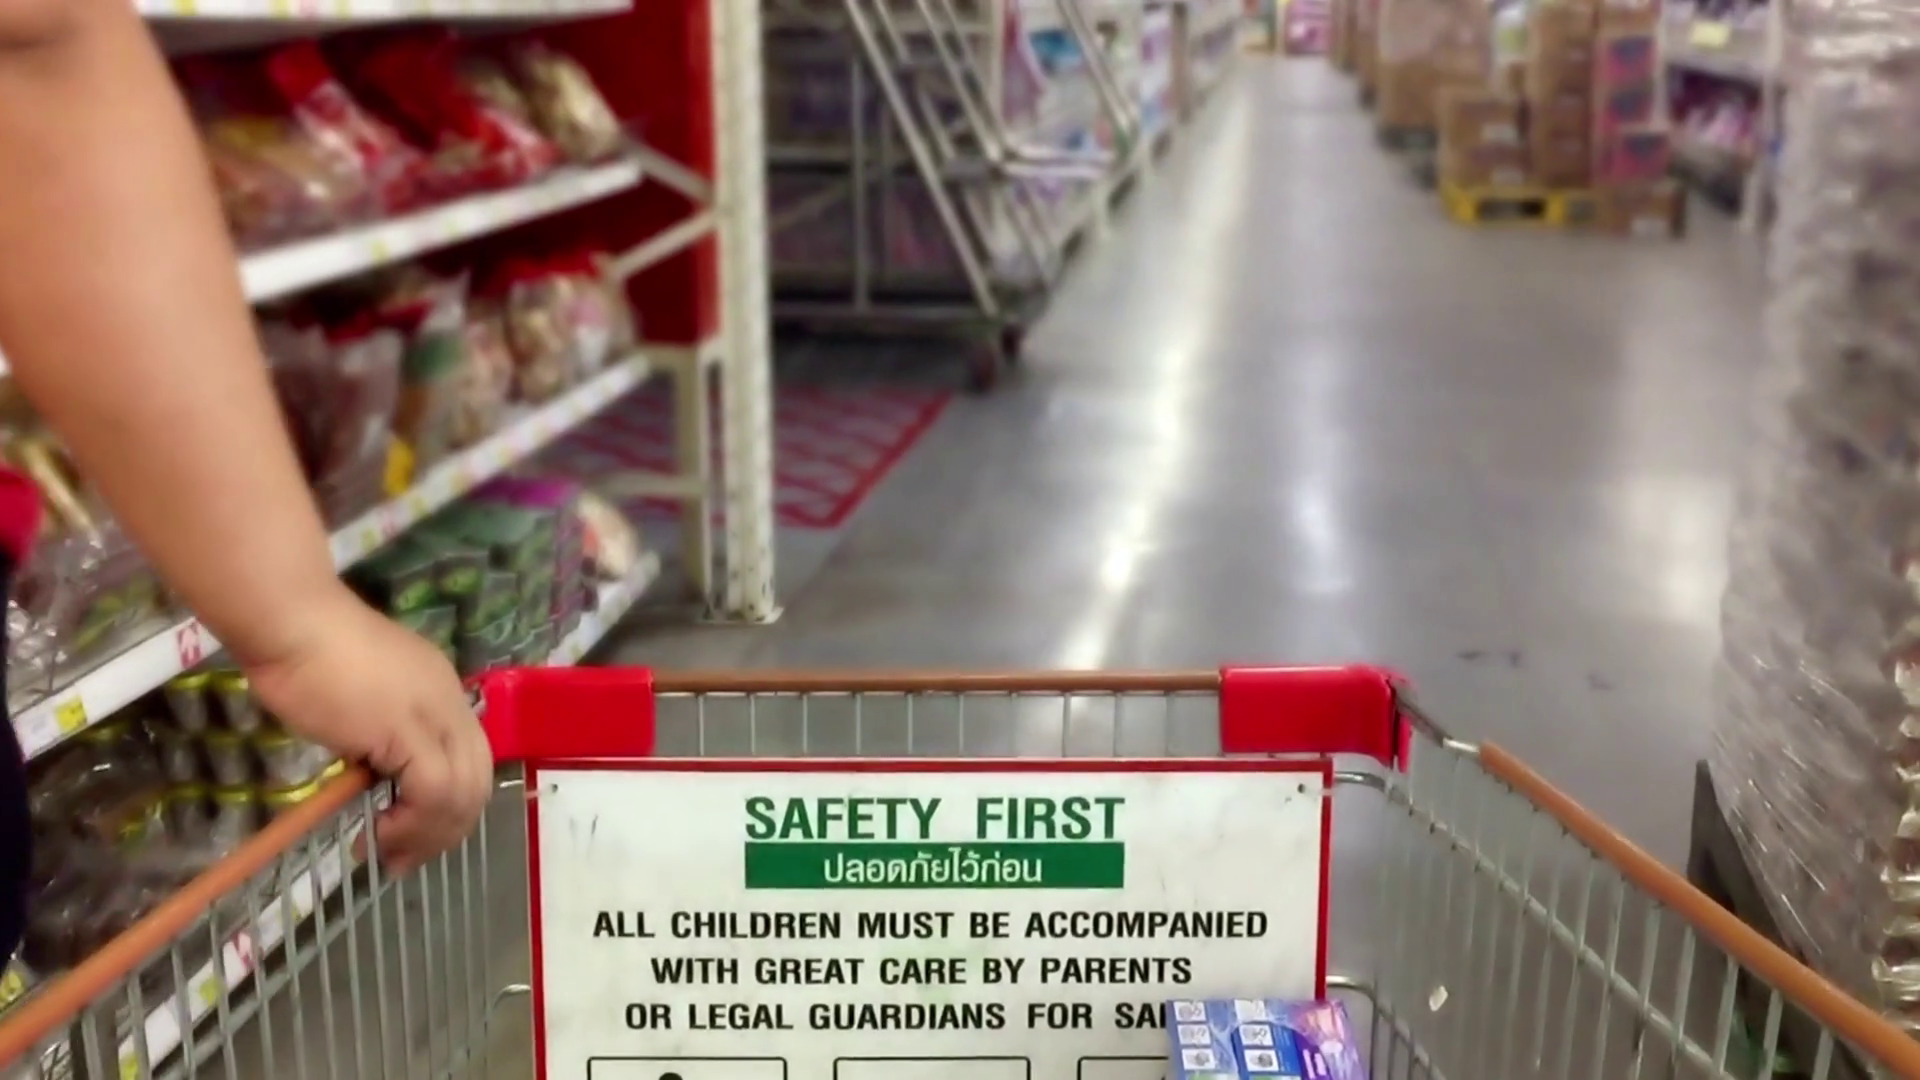 SAFETY FIRST
ปลอดภัยไว้ก่อน
ALL CHILDREN MUST BE ACCOMPANIED
WITH GREAT CARE BY PARENTS
OR LEGAL GUARDIANS FOR SA